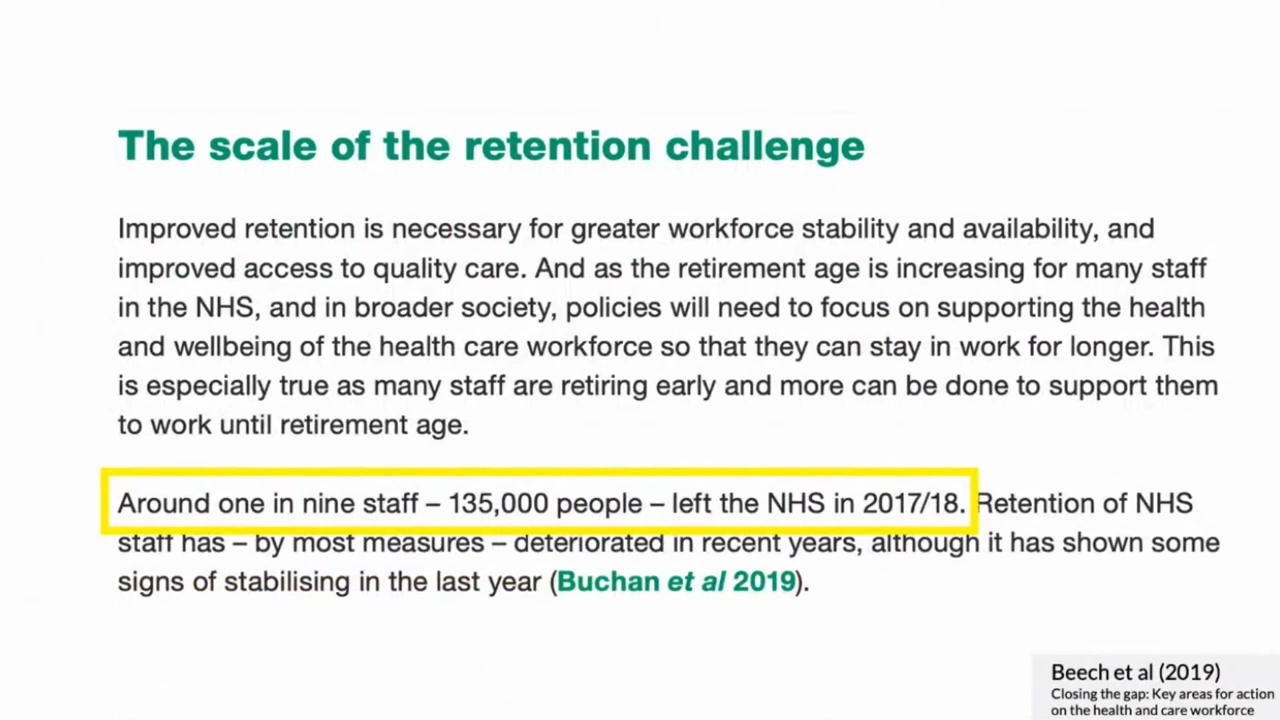 The scale of the retention challenge
Improved retention is necessary for greater workforce stability and availability, and
improved access to quality care. And as the retirement age is increasing for many staff
in the NHS, and in broader society, policies will need to focus on supporting the health
and wellbeing of the health care workforce so that they can stay in work for longer. This
is especially true as many staff are retiring early and more can be done to support them
to work until retirement age.
Around one in nine staff – 135,000 people – left the NHS in 2017/18. Retention of NHS
staff has – by most measures – deteriorated in recent years, although it has shown some
signs of stabilising in the last year (Buchan et al 2019).
Beech et al (2019)
Closing the gap: Key areas for action
on the health and care workforce